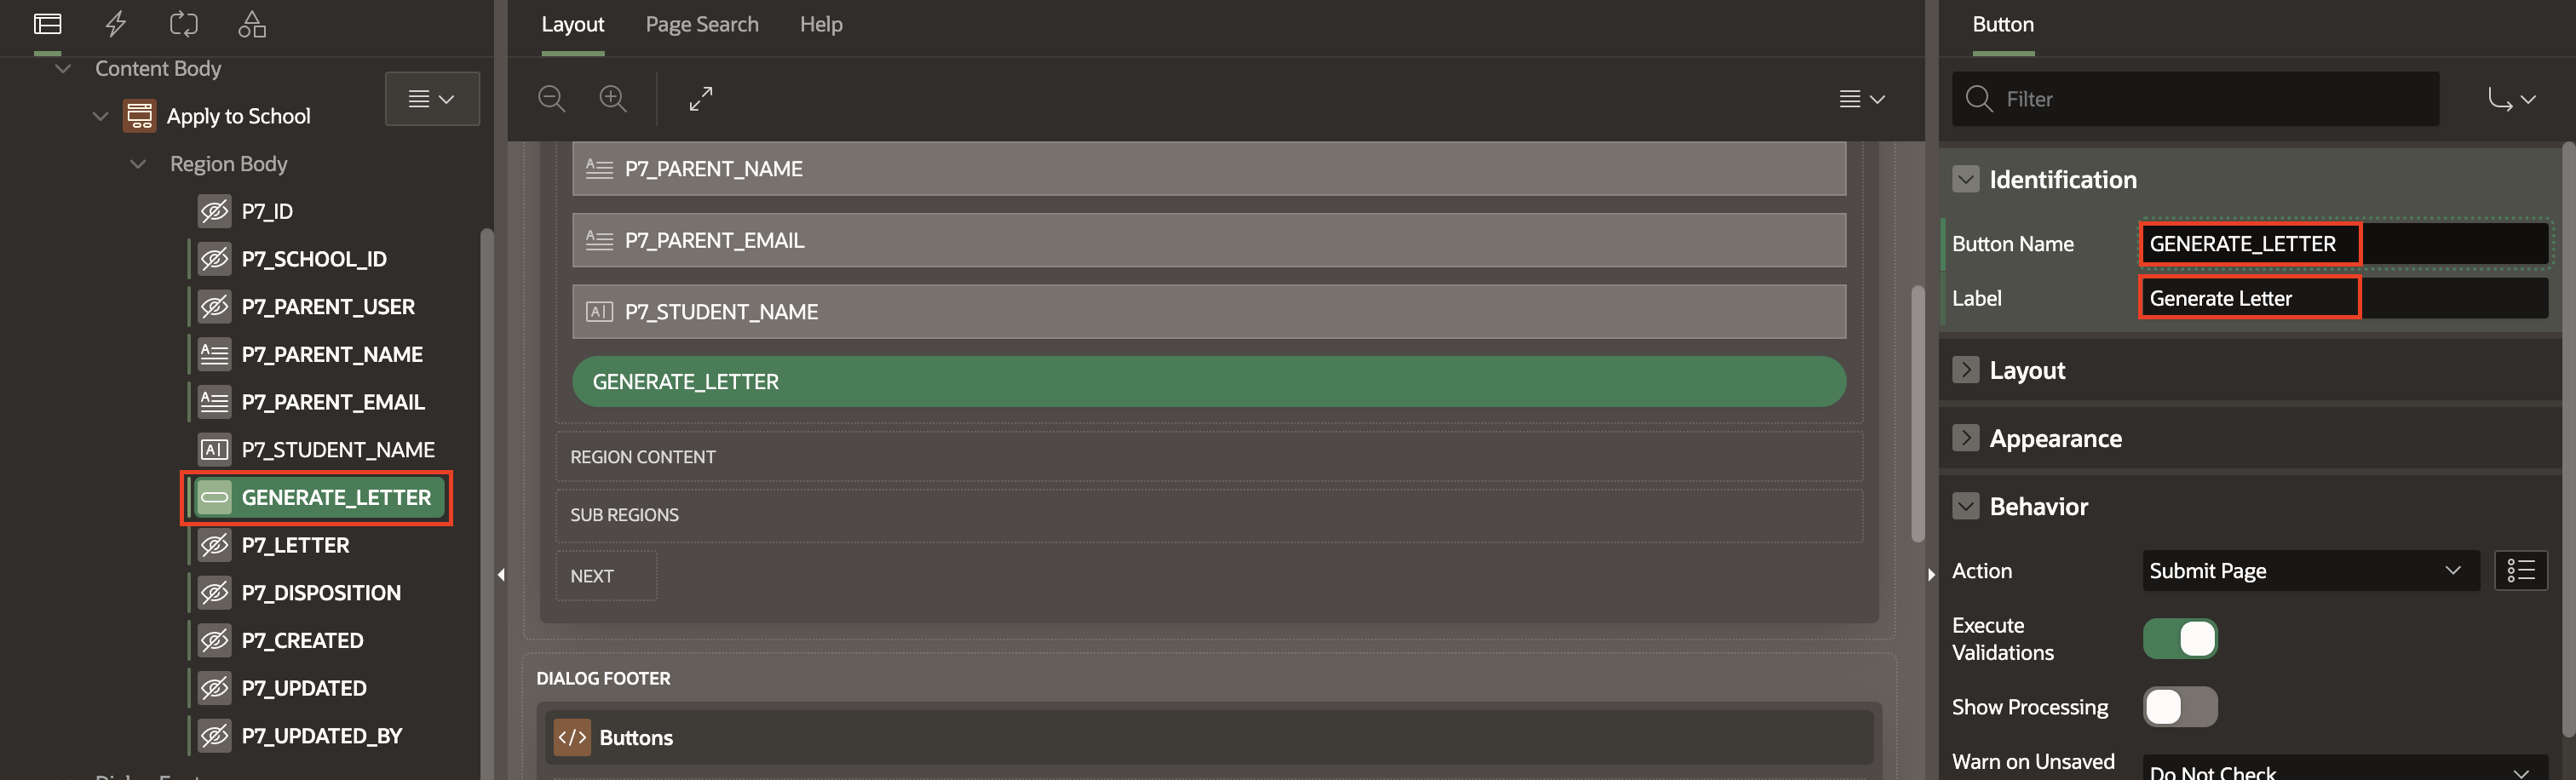 Content Body
Apply to School
Region Body
P7_ID
P7_SCHOOL_ID
P7_PARENT_USER
P7_PARENT_NAME
P7_PARENT_EMAIL
P7_STUDENT_NAME
GENERATE_LETTER
P7_LETTER
P7_DISPOSITION
P7_CREATED
P7_UPDATED
P7_UPDATED_BY
Layout Page Search Help
P7_PARENT_NAME
P7_PARENT_EMAIL
P7_STUDENT_NAME
GENERATE_LETTER
REGION CONTENT
SUB REGIONS
NEXT
DIALOG FOOTER
</> Buttons
Button
Filter
Identification
Button Name GENERATE_LETTER
Label Generate Letter
Layout
Appearance
Behavior
Action Submit Page
Execute
Validations
Show Processing
Warn on Unsaved Do Not Check